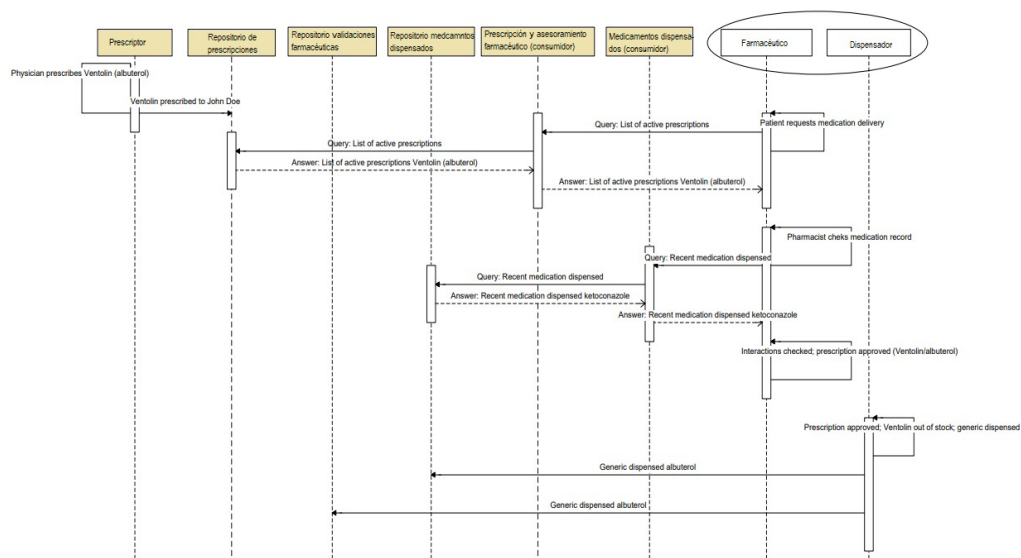 Prescriptor
Repositorio de
prescripciones
Repositorio validaciones
farmacéuticas
Repositorio medcamntos
dispensados
Prescripción y asesoramiento
farmacéutico (consumidor)
Medicamentos dispensa-
dos (consumidor)
Farmacéutico
Dispensador
Physician prescribes Ventolin (albuterol)
Ventolin prescribed to John Doe
Patient requests medication delivery
Query: List of active prescriptions
Query: List of active prescriptions
Answer: List of active prescriptions Ventolin (albuterol)
Answer: List of active prescriptions Ventolin (albuterol)
Pharmacist cheks medication record
Query: Recent medication dispensed
Query: Recent medication dispensed
Answer: Recent medication dispensed ketoconazole
Answer: Recent medication dispensed ketoconazole
Interactions checked; prescription approved (Ventolin/albuterol)
Prescription approved; Ventolin out of stock; generic dispensed
Generic dispensed albuterol
Generic dispensed albuterol